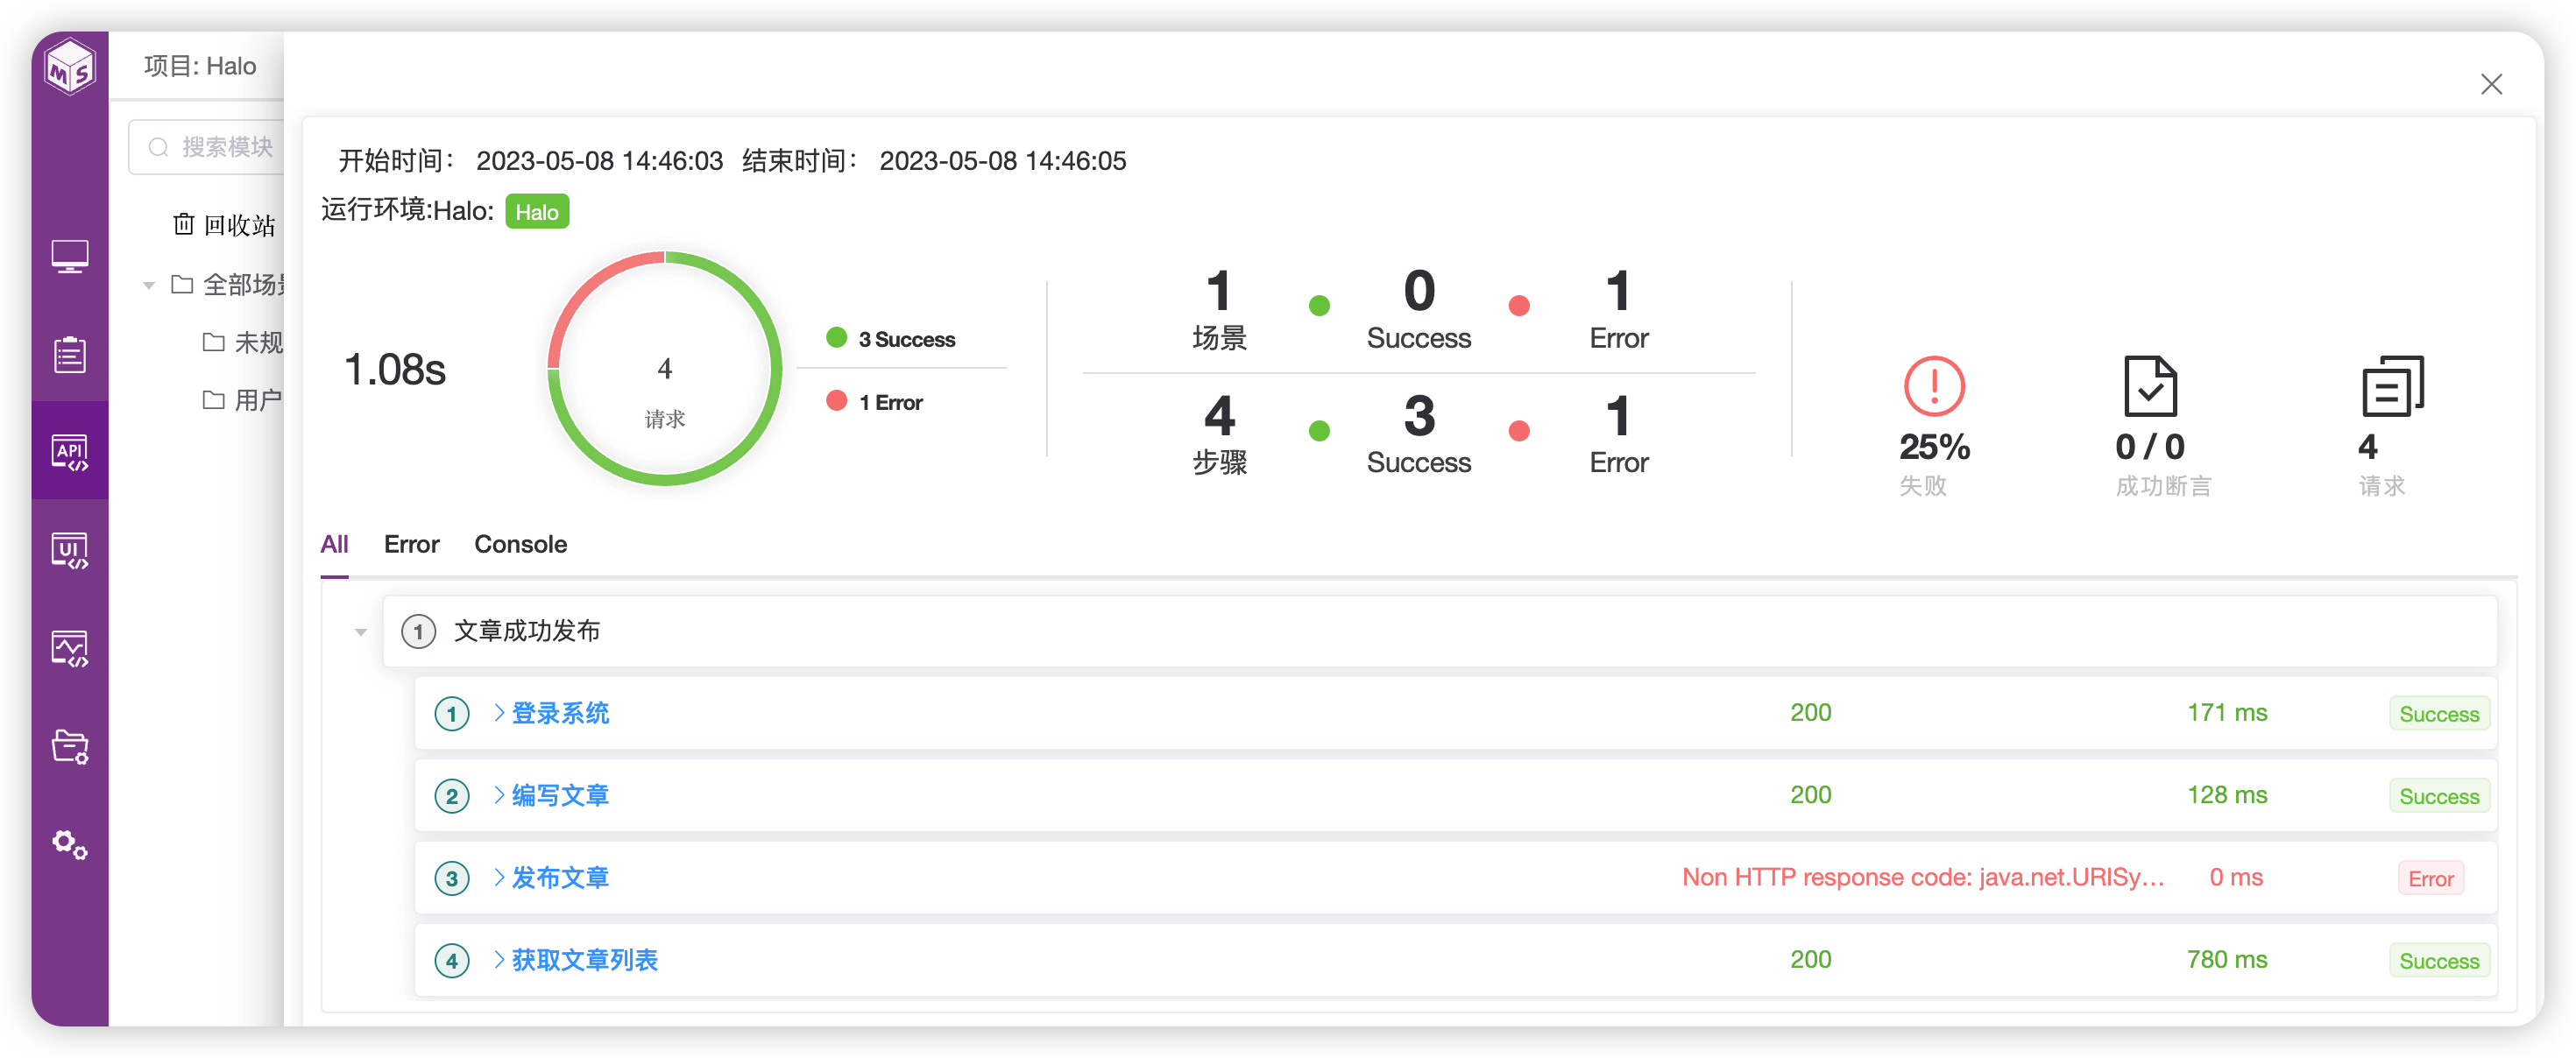 MS
项目: Halo
搜索模块
回收站
全部场
未规
用户
API
UI
开始时间： 2023-05-08 14:46:03 结束时间： 2023-05-08 14:46:05
运行环境:Halo: Halo
1.08s
4
请求
3 Success
1 Error
1 0 1
场景 Success Error
4 3 1
步骤 Success Error
25% 0 / 0 4
失败 成功断言 请求
All Error Console
1 文章成功发布
1 登录系统 200 171 ms Success
2 编写文章 200 128 ms Success
3 发布文章 Non HTTP response code: java.net.URISy... 0 ms Error
4 获取文章列表 200 780 ms Success